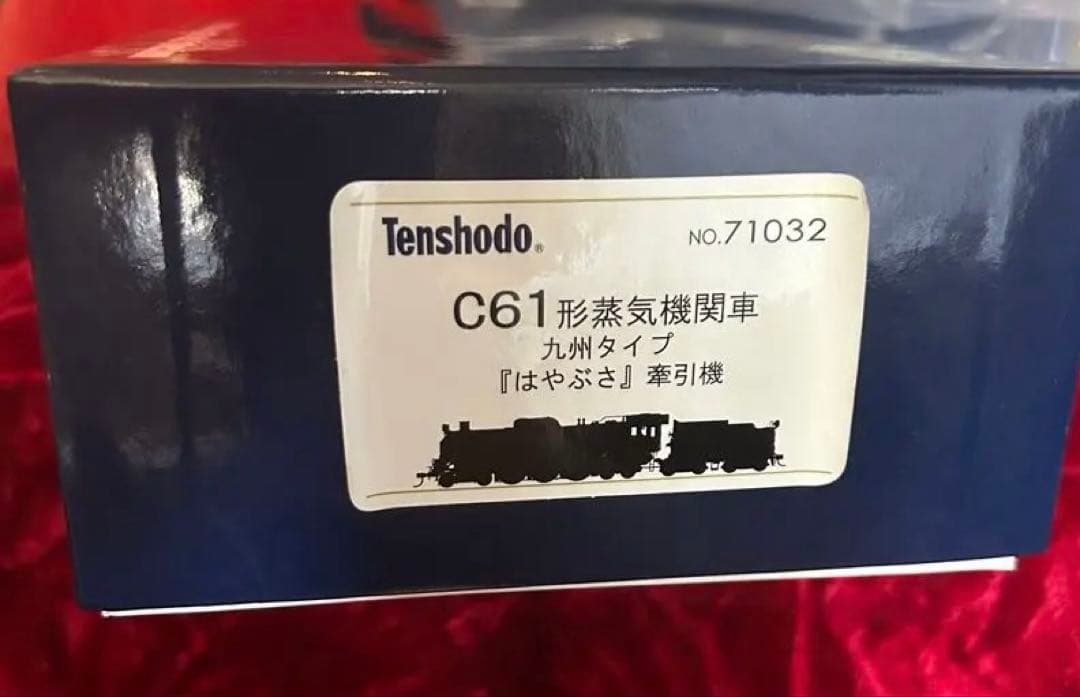 Tenshodo®
NO.71032
C61形蒸気機関車
九州タイプ
『はやぶさ』牽引機